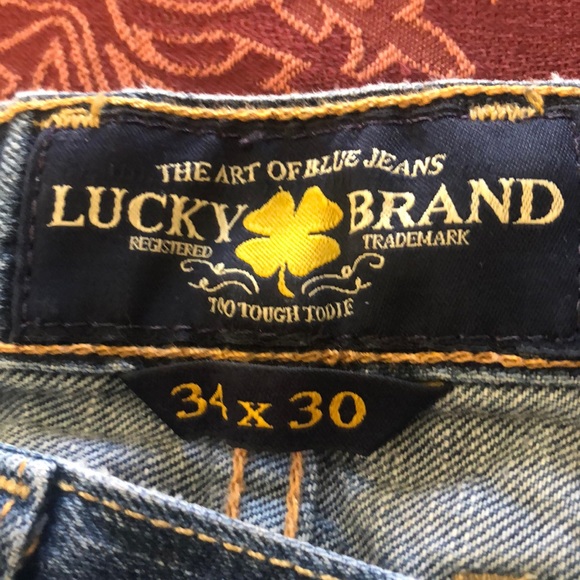 THE ART OF BLUE JEANS
LUCKY BRAND
REGISTERED TRADEMARK
TOO TOUGH TO DIE
34 x 30